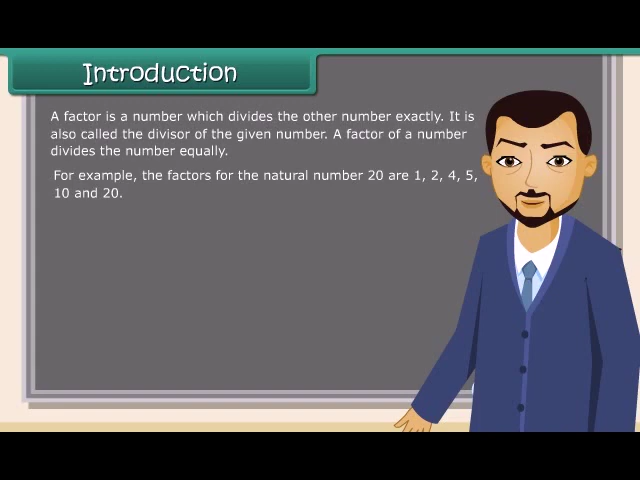 Introduction
A factor is a number which divides the other number exactly. It is
also called the divisor of the given number. A factor of a number
divides the number equally.
For example, the factors for the natural number 20 are 1, 2, 4, 5,
10 and 20.